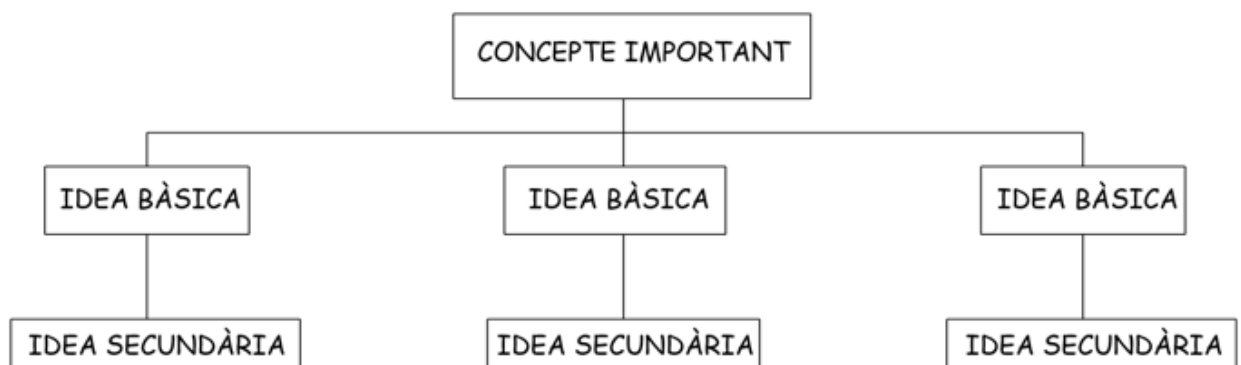 CONCEPTE IMPORTANT
IDEA BÀSICA
IDEA BÀSICA
IDEA BÀSICA
IDEA SECUNDÀRIA
IDEA SECUNDÀRIA
IDEA SECUNDÀRIA